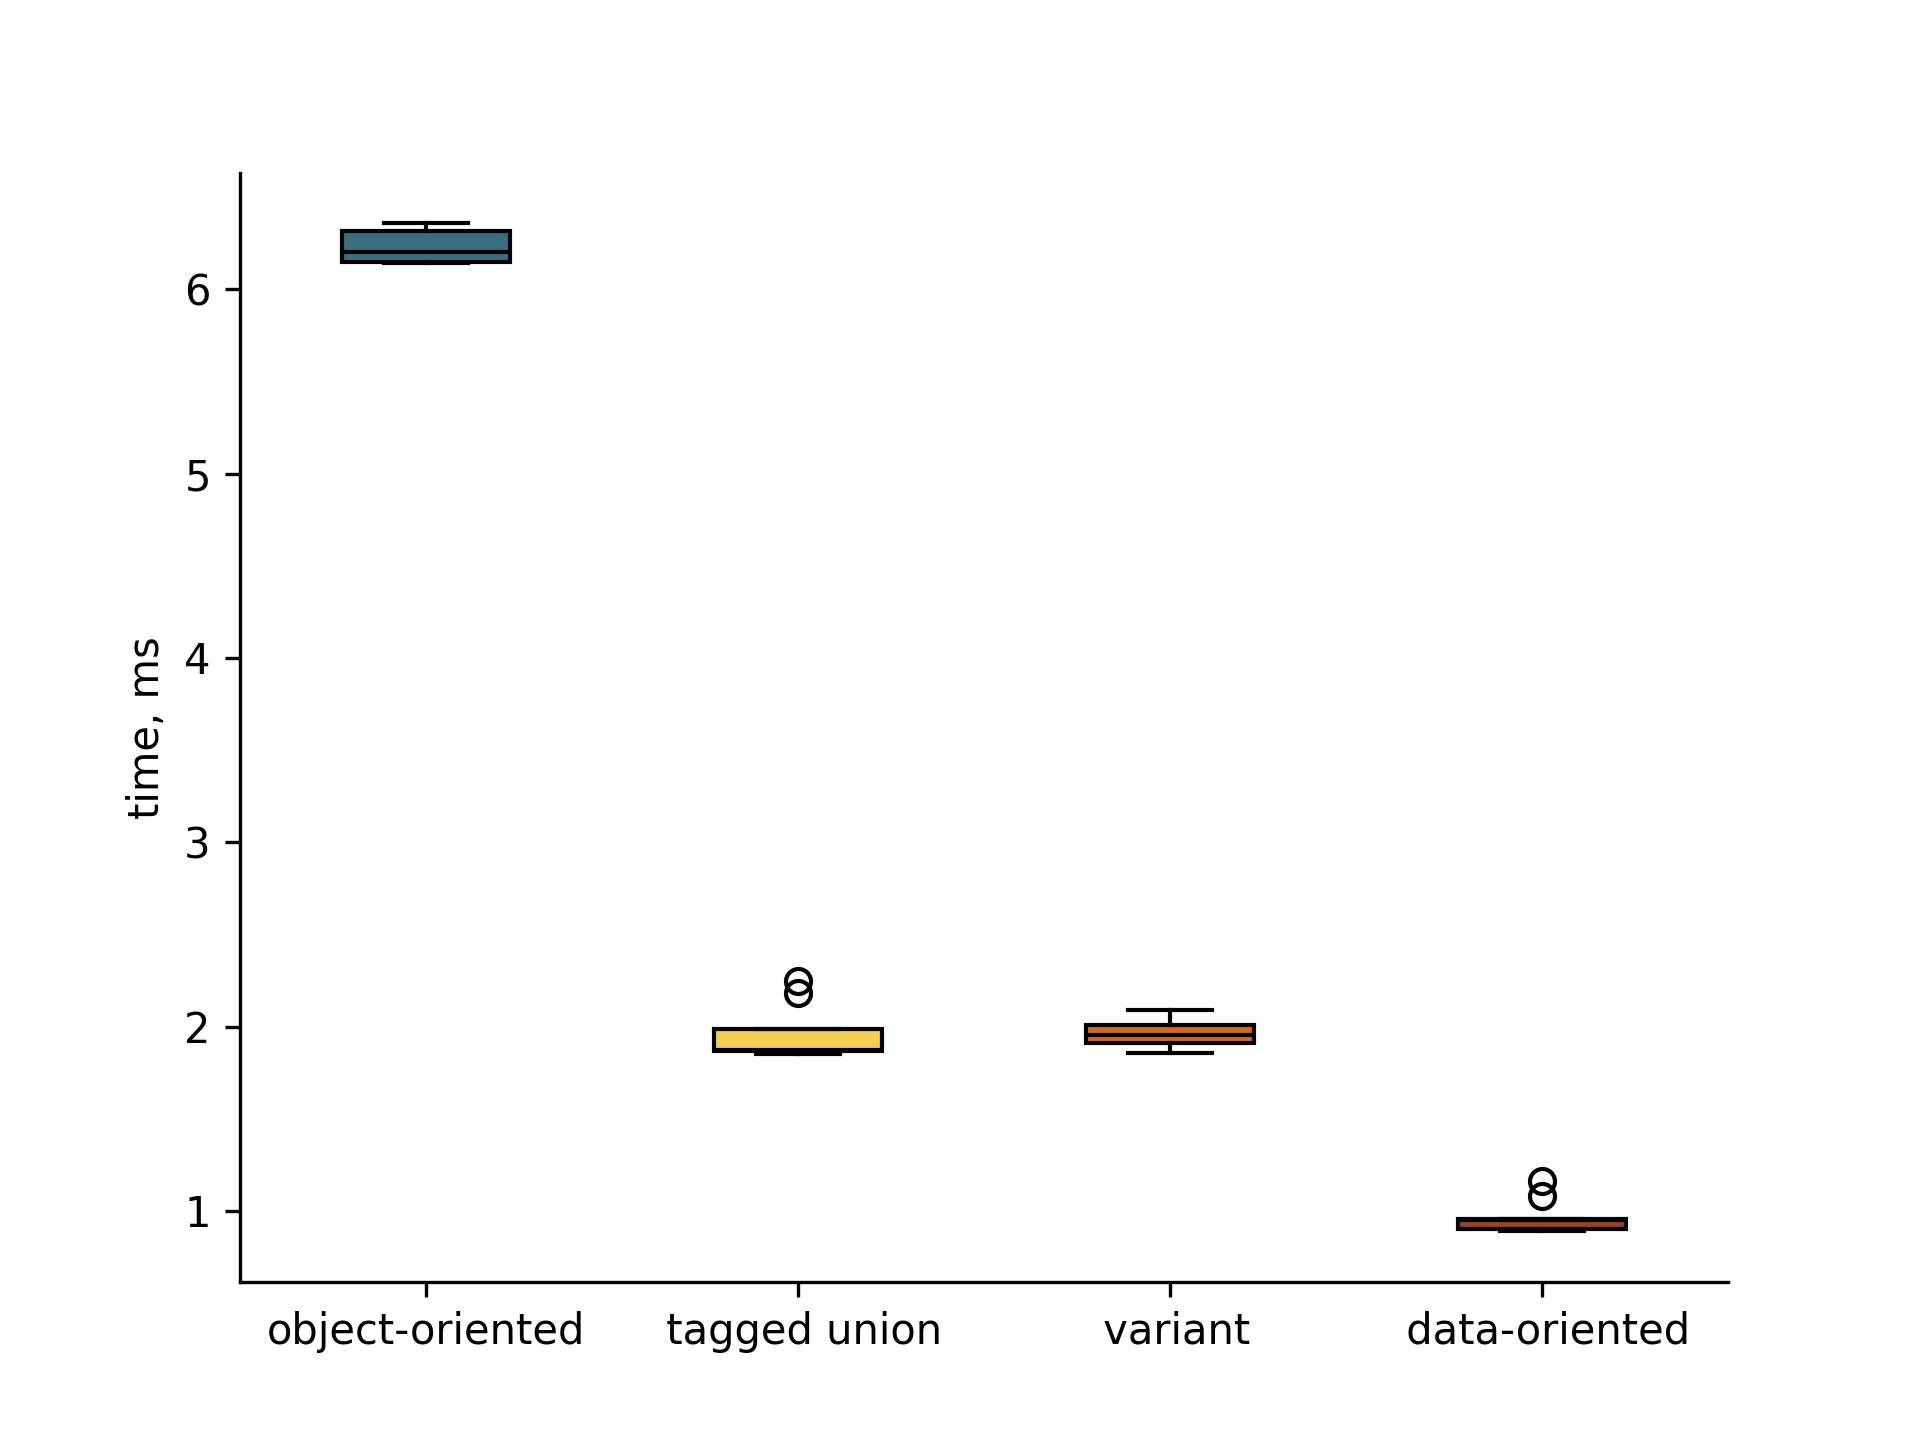 6
5
4
3
2
1
time, ms
object-oriented
tagged union
variant
data-oriented